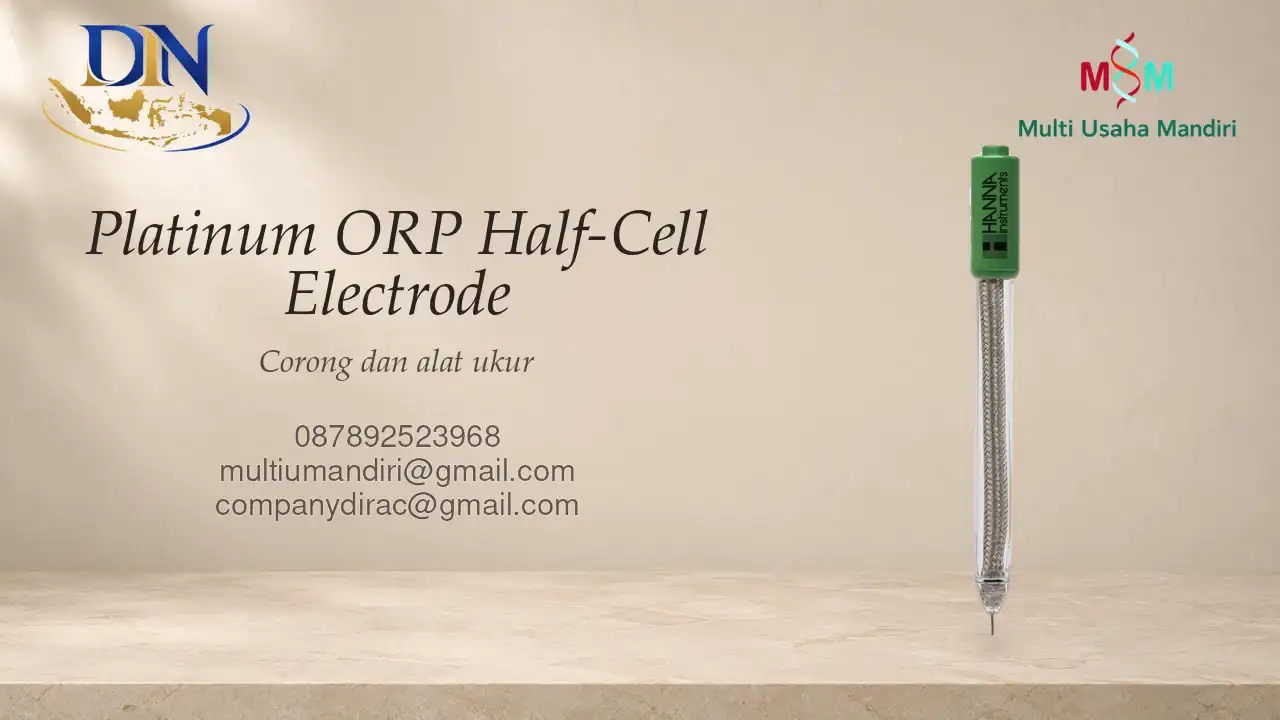 DIN
M M
Multi Usaha Mandiri
HANNA
instruments
Platinum ORP Half-Cell
Electrode
Corong dan alat ukur
087892523968
multiumandiri@gmail.com
companydirac@gmail.com